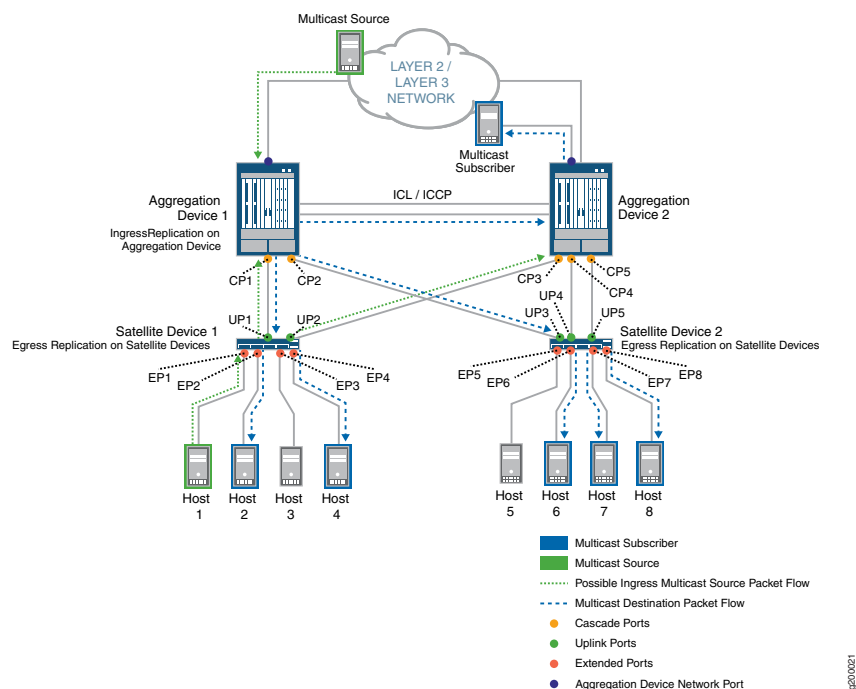 Multicast Source
LAYER 2 /
LAYER 3
NETWORK
Multicast
Subscriber
Aggregation
Device 1
IngressReplication on
Aggregation Device
ICL / ICCP
Aggregation
Device 2
CP1
CP2
CP3
CP5
CP4
UP1
UP2
UP4
UP3
UP5
Satellite Device 1
Egress Replication on Satellite Devices
Satellite Device 2
Egress Replication on Satellite Devices
EP1
EP2
EP3
EP4
EP5
EP6
EP7
EP8
Host
1
Host
2
Host
3
Host
4
Host
5
Host
6
Host
7
Host
8
Multicast Subscriber
Multicast Source
Possible Ingress Multicast Source Packet Flow
Multicast Destination Packet Flow
Cascade Ports
Uplink Ports
Extended Ports
Aggregation Device Network Port
g200021